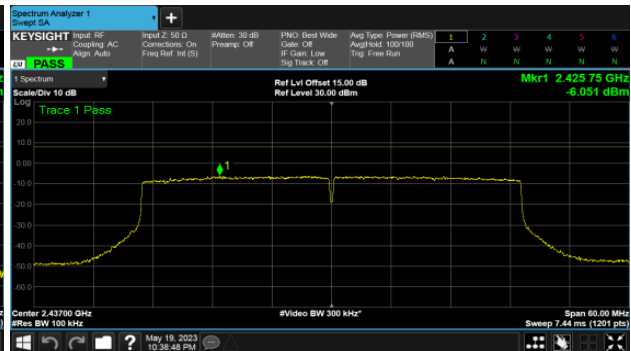 Spectrum Analyzer 1
Swept SA
+
KEYSIGHT Input: RF
Coupling: AC
Align: Auto
Input Z: 50 Ω
Corrections: On
Freq Ref: Int (S)
#Atten: 30 dB
Preamp: Off
PNO: Best Wide
Gate: Off
IF Gain: Low
Sig Track: Off
Avg Type: Power (RMS)
Avg|Hold: 100/100
Trig: Free Run
1 2 3 4 5 6
A W W W W W
A N N N N N
LXI PASS
1 Spectrum
Scale/Div 10 dB
Ref Lvl Offset 15.00 dB
Ref Level 30.00 dBm
Mkr1 2.425 75 GHz
-6.051 dBm
Log
Trace 1 Pass
20.0
10.0
0.00
1
-10.0
-20.0
-30.0
-40.0
-50.0
-60.0
Center 2.43700 GHz
#Video BW 300 kHz*
Span 60.00 MHz
#Res BW 100 kHz
Sweep 7.44 ms (1201 pts)
?
May 19, 2023
10:38:48 PM